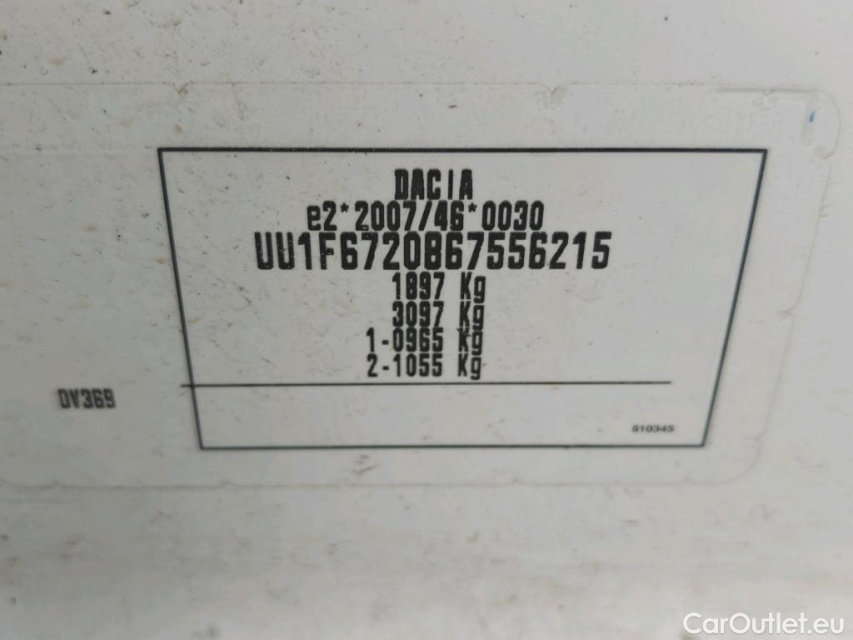 DACIA
e2*2007/46*0030
UU1F6720867556215
1897 Kg
3097 Kg
1-0965 Kg
2-1055 Kg
DV369
910345
CarOutlet.eu